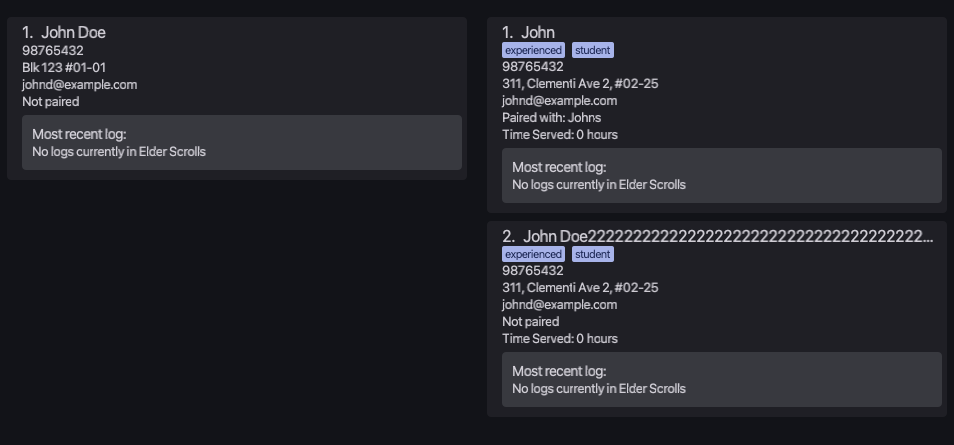 1. John Doe
98765432
Blk 123 #01-01
johnd@example.com
Not paired
Most recent log:
No logs currently in Elder Scrolls
1. John
experienced student
98765432
311, Clementi Ave 2, #02-25
johnd@example.com
Paired with: Johns
Time Served: 0 hours
Most recent log:
No logs currently in Elder Scrolls
2. John Doe2222222222222222222222222222222222222...
experienced student
98765432
311, Clementi Ave 2, #02-25
johnd@example.com
Not paired
Time Served: 0 hours
Most recent log:
No logs currently in Elder Scrolls